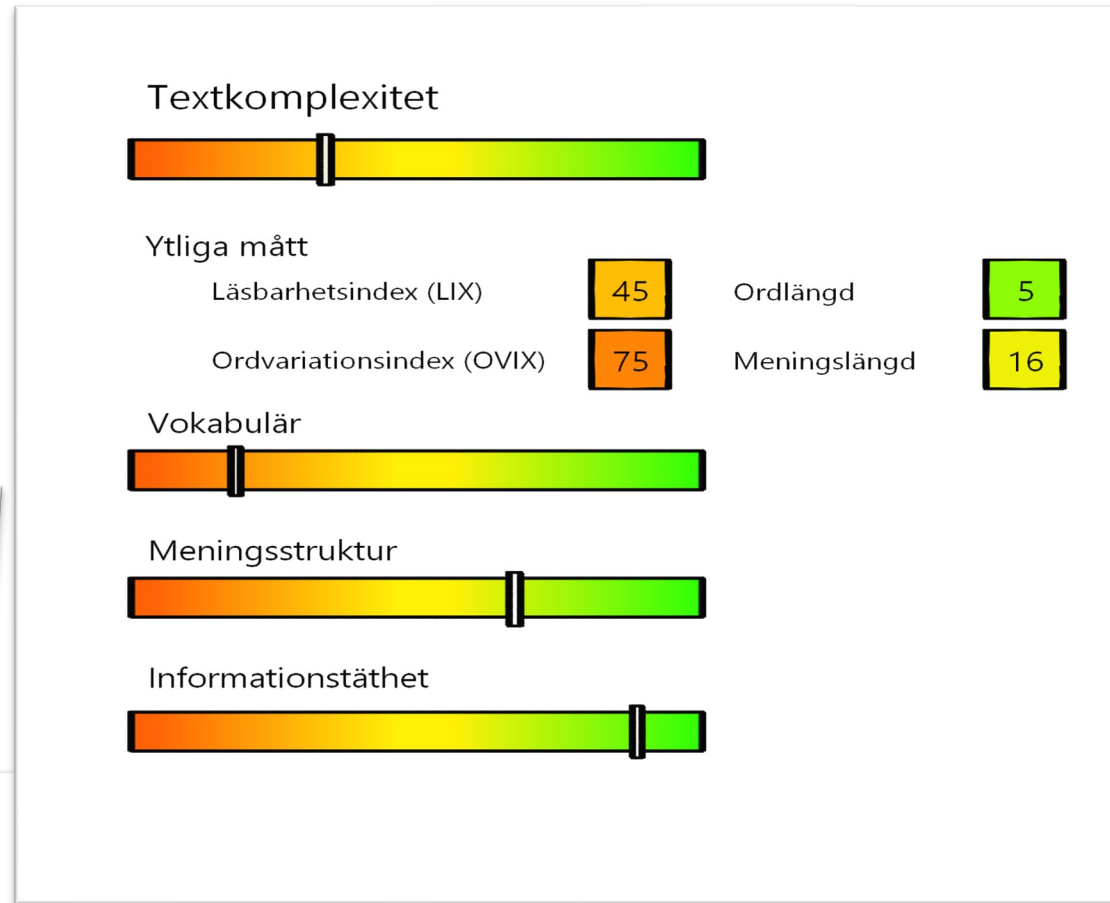 Textkomplexitet
Ytliga mått
Läsbarhetsindex (LIX) 45 Ordlängd 5
Ordvariationsindex (OVIX) 75 Meningslängd 16
Vokabulär
Meningsstruktur
Informationstäthet